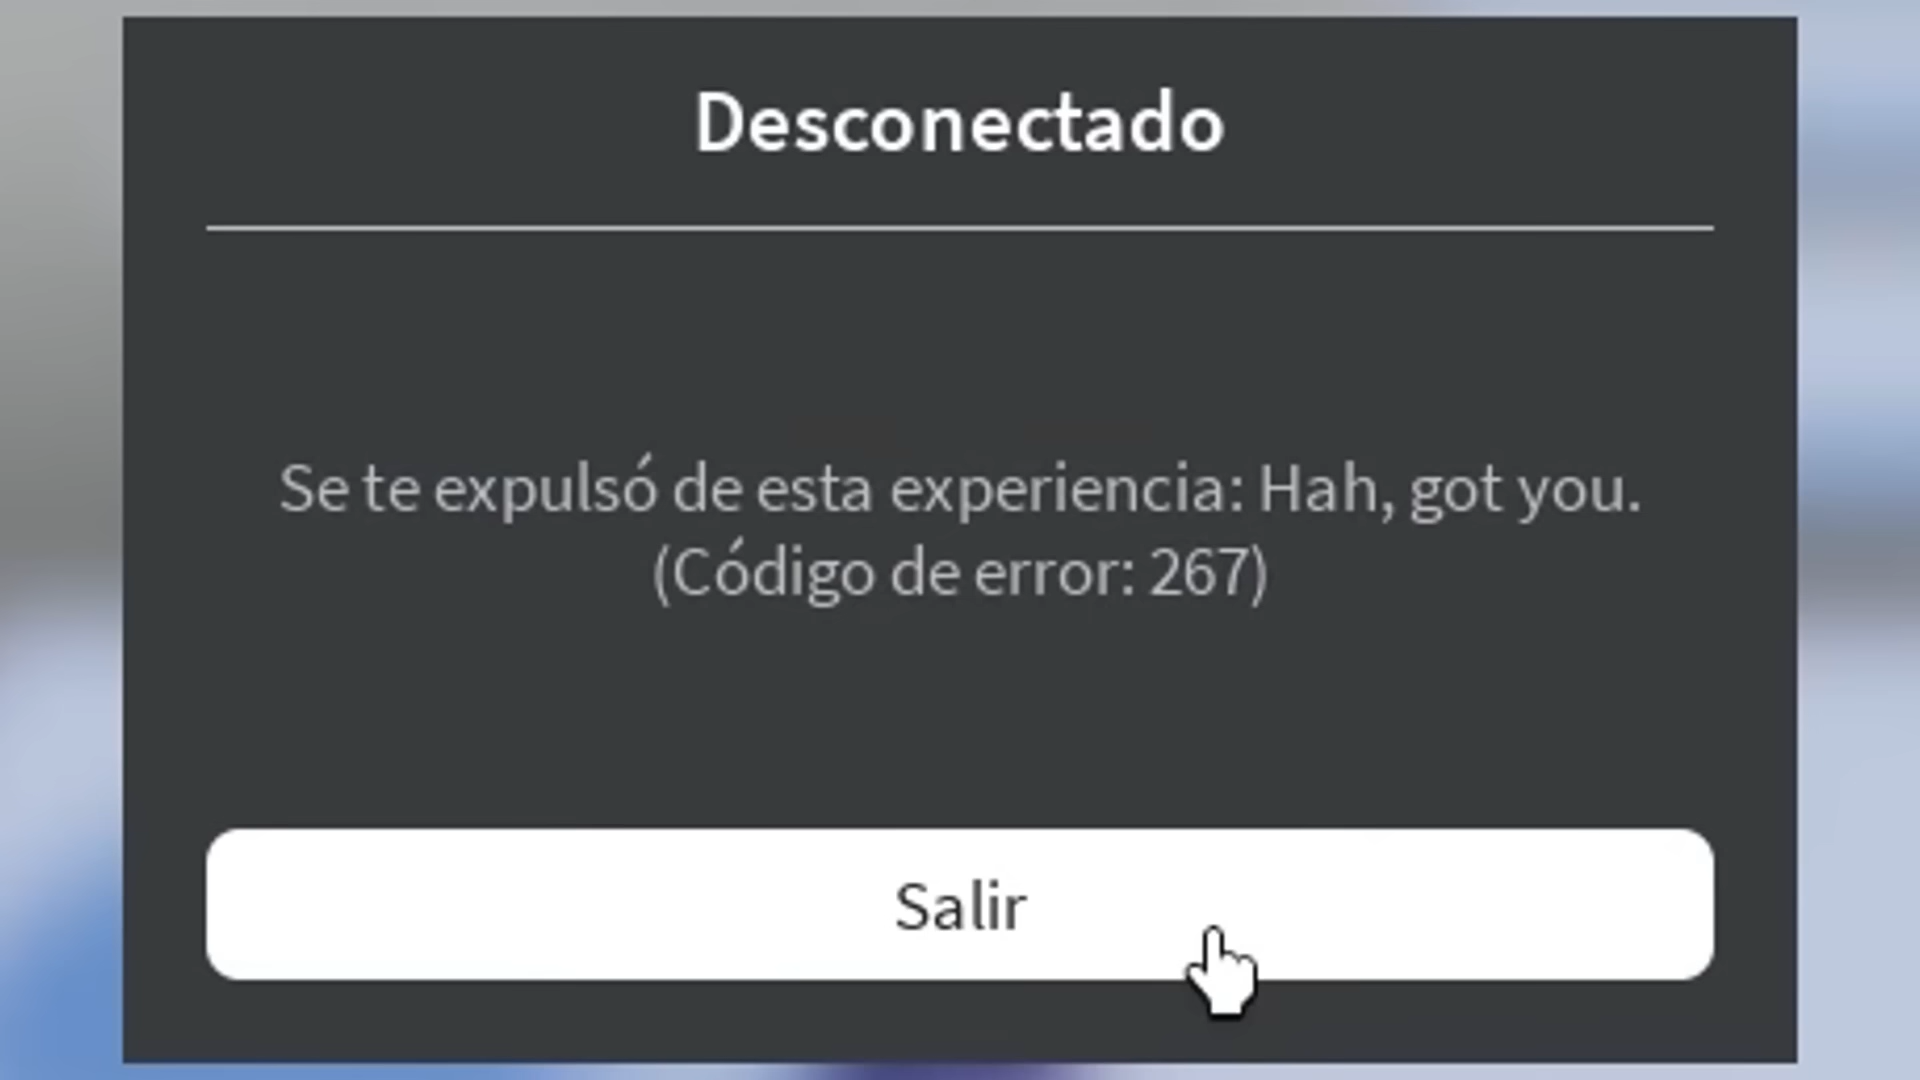 Desconectado
Se te expulsó de esta experiencia: Hah, got you.
(Código de error: 267)
Salir